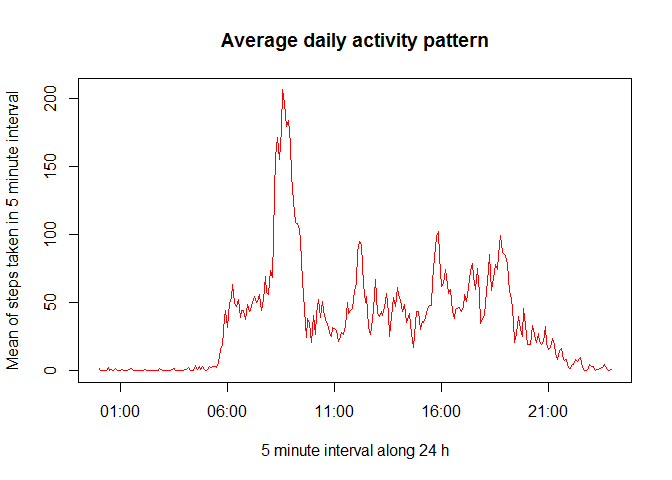 Average daily activity pattern
Mean of steps taken in 5 minute interval
200
150
100
50
0
01:00 06:00 11:00 16:00 21:00
5 minute interval along 24 h